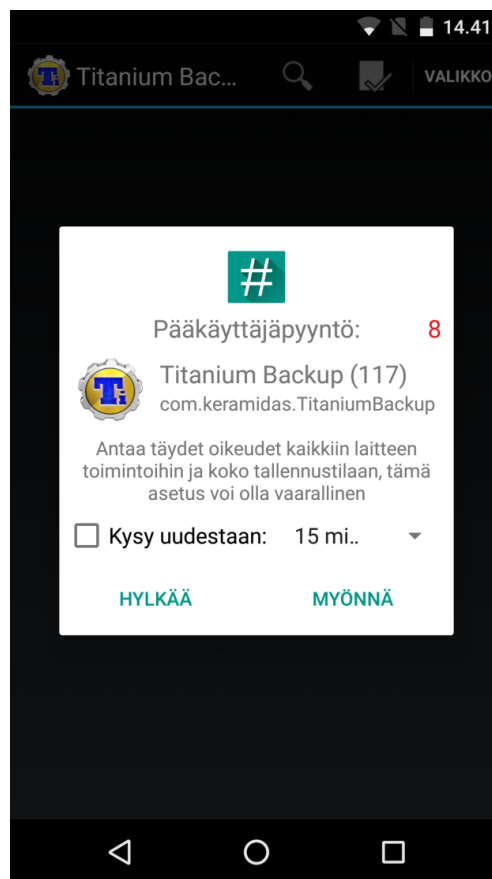 14.41
Titanium Bac...
VALIKKO
#
Pääkäyttäjäpyyntö: 8
Titanium Backup (117)
com.keramidas.TitaniumBackup
Antaa täydet oikeudet kaikkiin laitteen
toimintoihin ja koko tallennustilaan, tämä
asetus voi olla vaarallinen
Kysy uudestaan: 15 mi..
HYLKÄÄ MYÖNNÄ